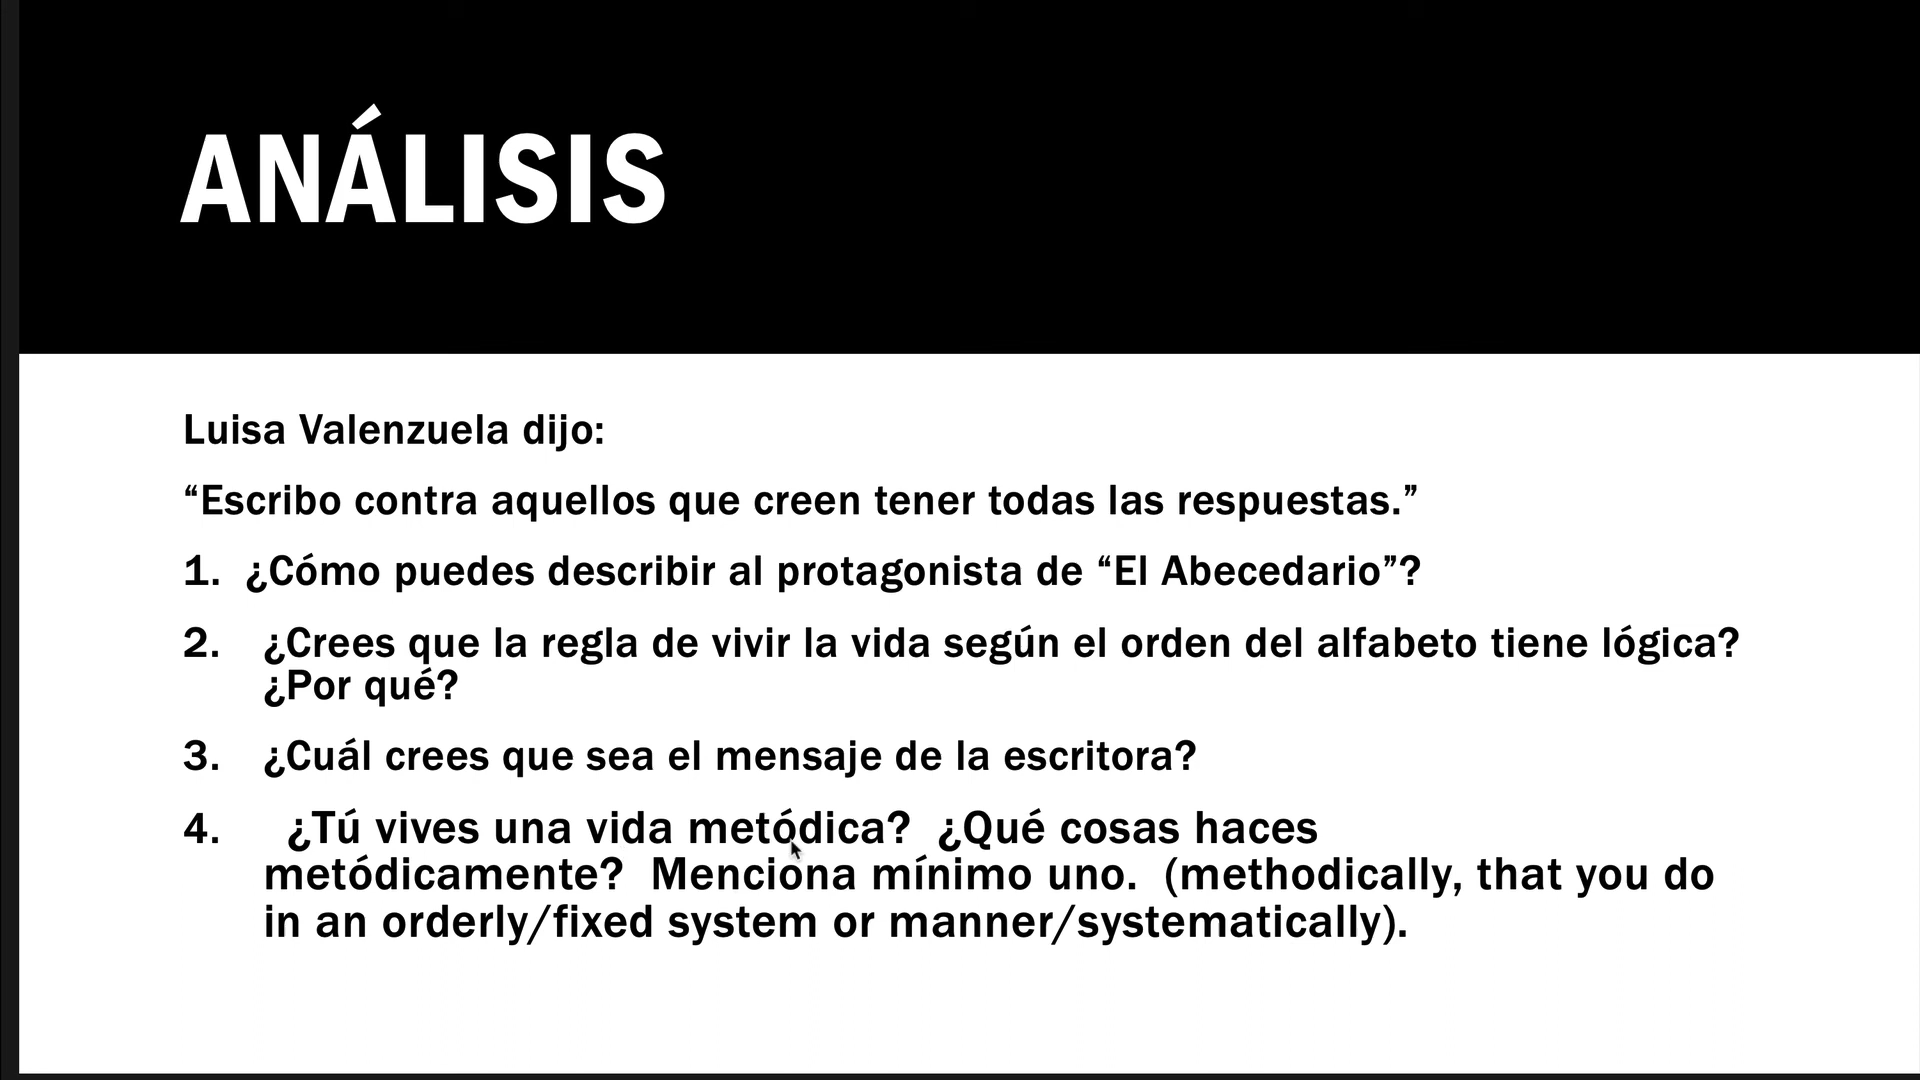 ANÁLISIS
Luisa Valenzuela dijo:
“Escribo contra aquellos que creen tener todas las respuestas.”
1. ¿Cómo puedes describir al protagonista de “El Abecedario”?
2. ¿Crees que la regla de vivir la vida según el orden del alfabeto tiene lógica?
¿Por qué?
3. ¿Cuál crees que sea el mensaje de la escritora?
4. ¿Tú vives una vida metódica? ¿Qué cosas haces
metódicamente? Menciona mínimo uno. (methodically, that you do
in an orderly/fixed system or manner/systematically).